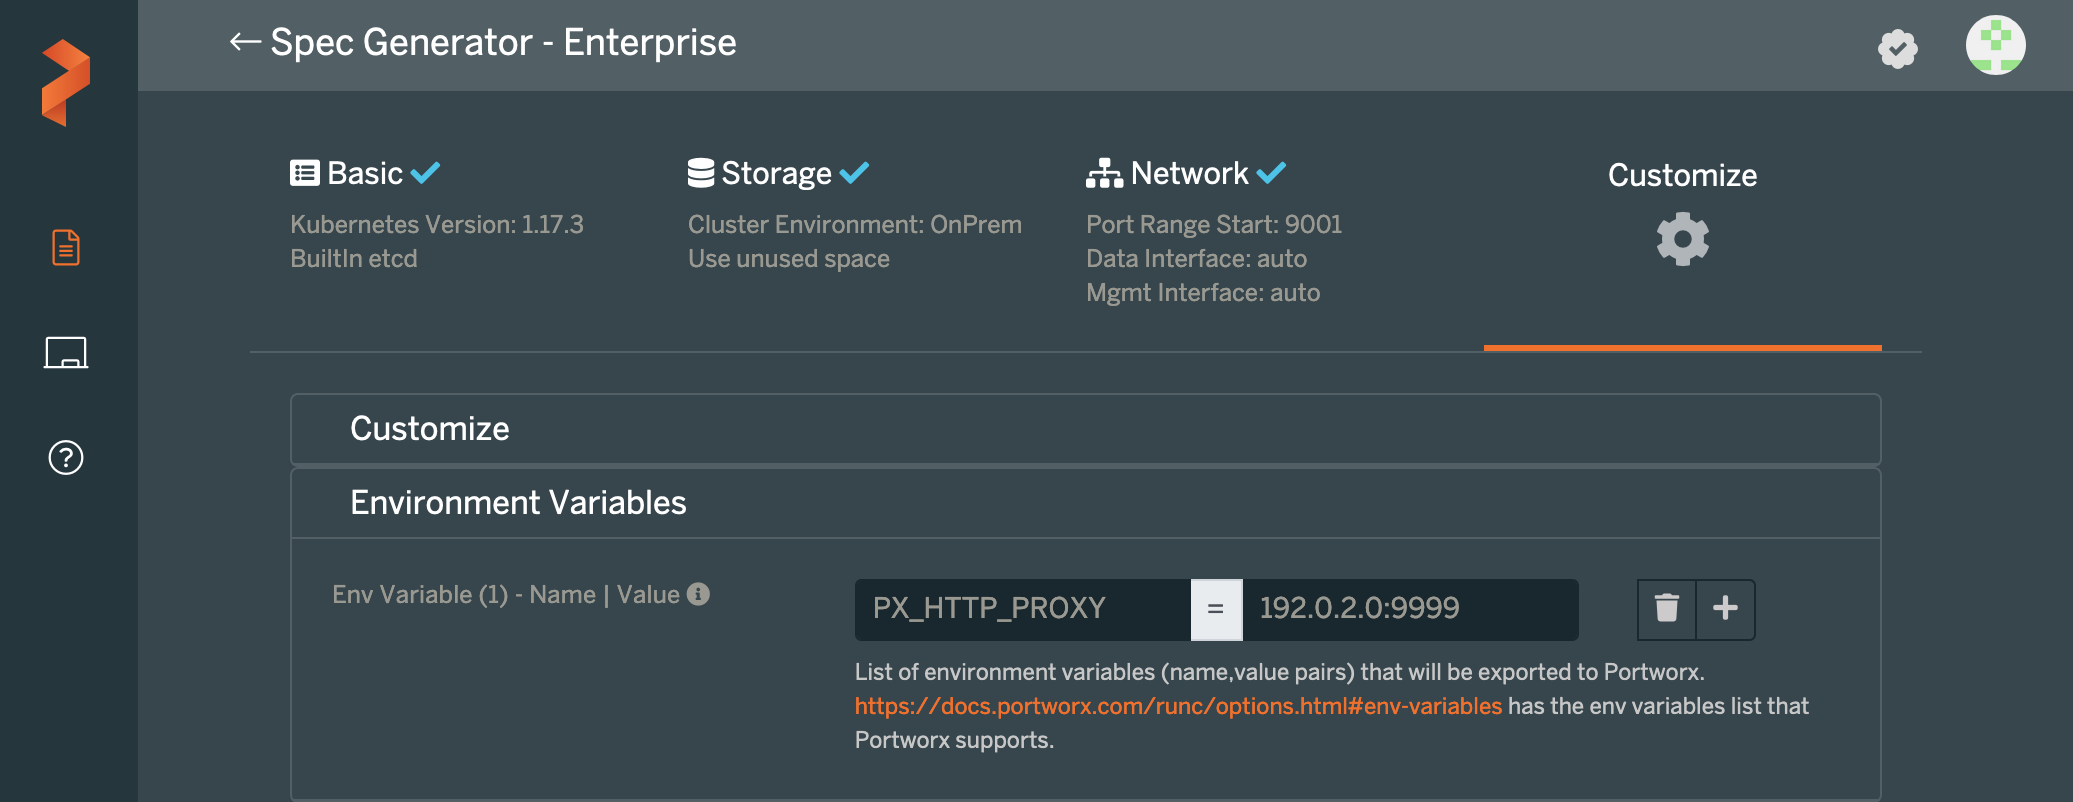 Spec Generator - Enterprise
Basic
Kubernetes Version: 1.17.3
BuiltIn etcd
Storage
Cluster Environment: OnPrem
Use unused space
Network
Port Range Start: 9001
Data Interface: auto
Mgmt Interface: auto
Customize
Customize
Environment Variables
Env Variable (1) - Name | Value
PX_HTTP_PROXY = 192.0.2.0:9999
List of environment variables (name,value pairs) that will be exported to Portworx.
https://docs.portworx.com/runc/options.html#env-variables has the env variables list that
Portworx supports.